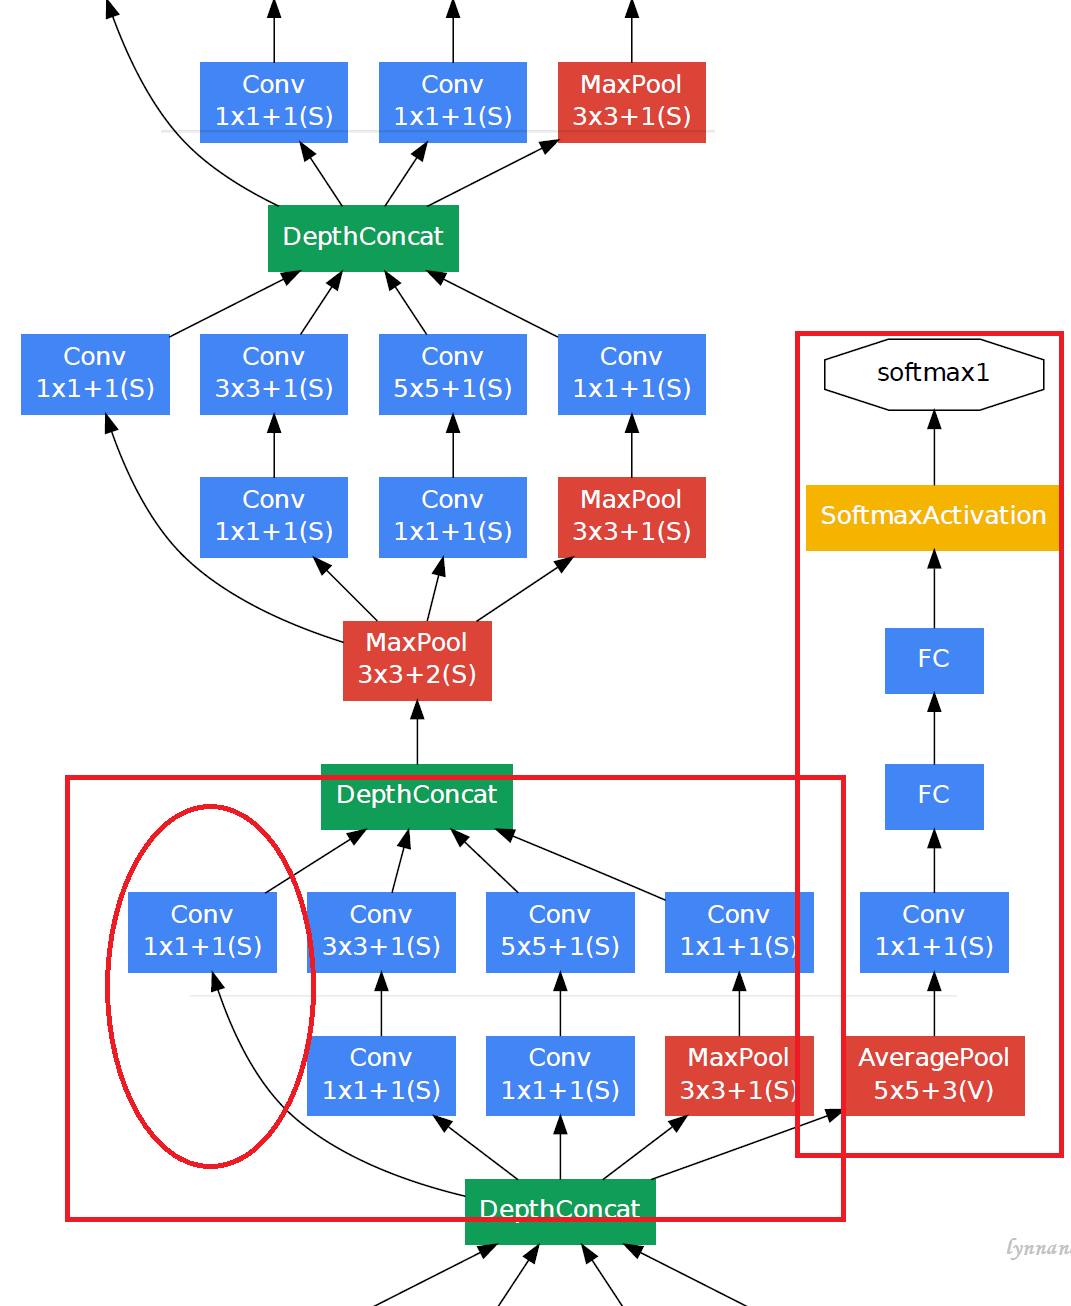 Conv
1x1+1(S)
Conv
1x1+1(S)
MaxPool
3x3+1(S)
DepthConcat
Conv
1x1+1(S)
Conv
3x3+1(S)
Conv
5x5+1(S)
Conv
1x1+1(S)
softmax1
Conv
1x1+1(S)
Conv
1x1+1(S)
MaxPool
3x3+1(S)
SoftmaxActivation
MaxPool
3x3+2(S)
FC
DepthConcat
FC
Conv
1x1+1(S)
Conv
3x3+1(S)
Conv
5x5+1(S)
Conv
1x1+1(S)
Conv
1x1+1(S)
Conv
1x1+1(S)
Conv
1x1+1(S)
MaxPool
3x3+1(S)
AveragePool
5x5+3(V)
DepthConcat